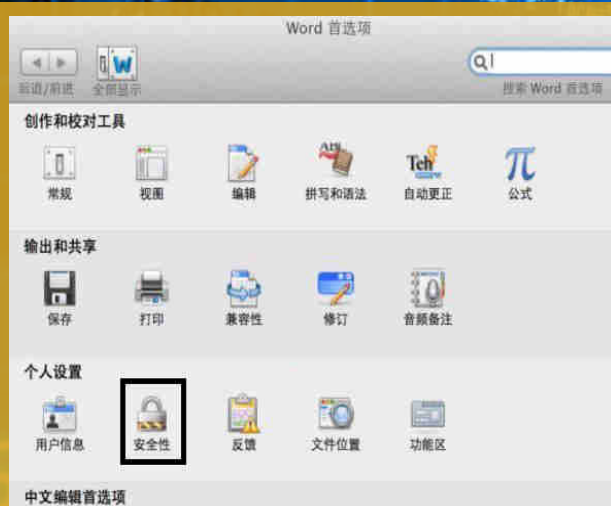 Word 首选项
后退/前进 全部显示 搜索 Word 首选项
创作和校对工具
常规 视图 编辑 拼写和语法 自动更正 公式
输出和共享
保存 打印 兼容性 修订 音频备注
个人设置
用户信息 安全性 反馈 文件位置 功能区
中文编辑首选项